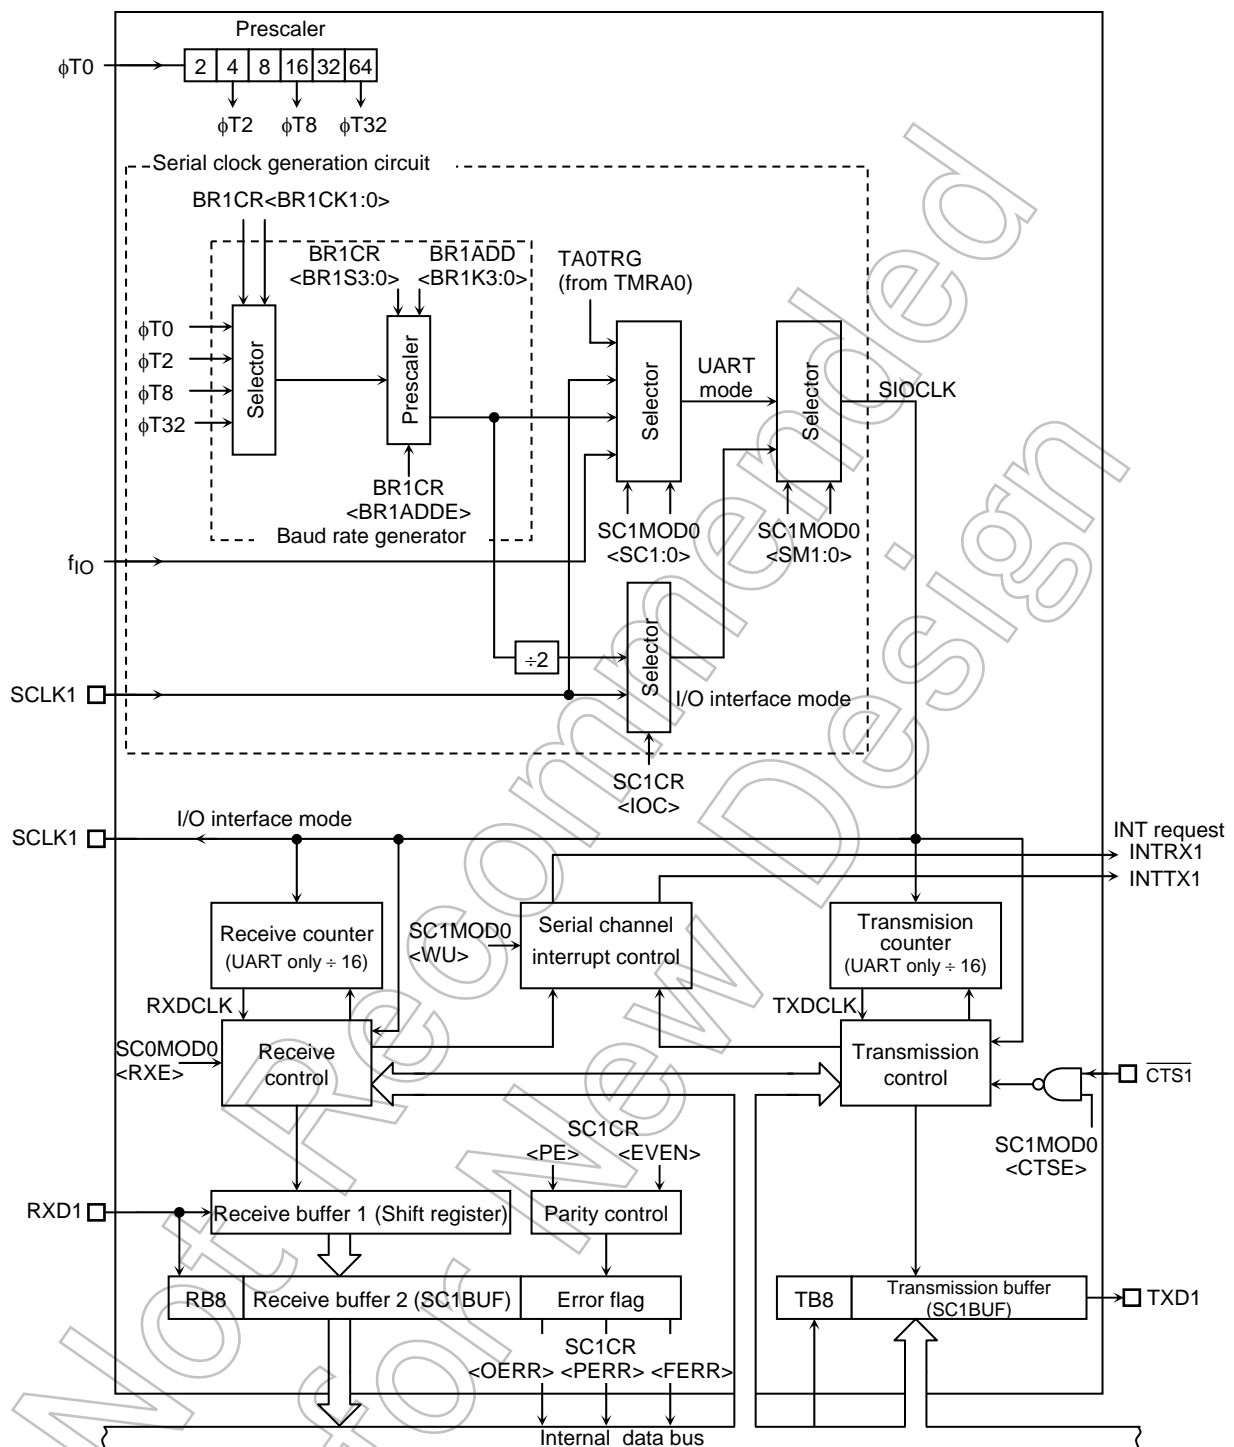 Prescaler
ϕT0
2 4 8 16 32 64
ϕT2 ϕT8 ϕT32
Serial clock generation circuit
BR1CR<BR1CK1:0>
BR1CR
<BR1S3:0>
BR1ADD
<BR1K3:0>
TA0TRG
(from TMRA0)
ϕT0
ϕT2
ϕT8
ϕT32
Selector
Prescaler
Selector
UART
mode
Selector
SIOCLK
BR1CR
<BR1ADDE>
Baud rate generator
SC1MOD0
<SC1:0>
SC1MOD0
<SM1:0>
fIO
÷2
Selector
SCLK1
I/O interface mode
SC1CR
<IOC>
SCLK1
I/O interface mode
INT request
INTRX1
INTTX1
Receive counter
(UART only ÷ 16)
SC1MOD0
<WU>
Serial channel
interrupt control
Transmision
counter
(UART only ÷ 16)
RXDCLK
TXDCLK
SC0MOD0
<RXE>
Receive
control
Transmission
control
CTS1
SC1MOD0
<CTSE>
SC1CR
<PE> <EVEN>
RXD1
Receive buffer 1 (Shift register)
Parity control
RB8
Receive buffer 2 (SC1BUF)
Error flag
TB8
Transmission buffer
(SC1BUF)
TXD1
SC1CR
<OERR> <PERR> <FERR>
Internal data bus
Not Recommended
for New Design